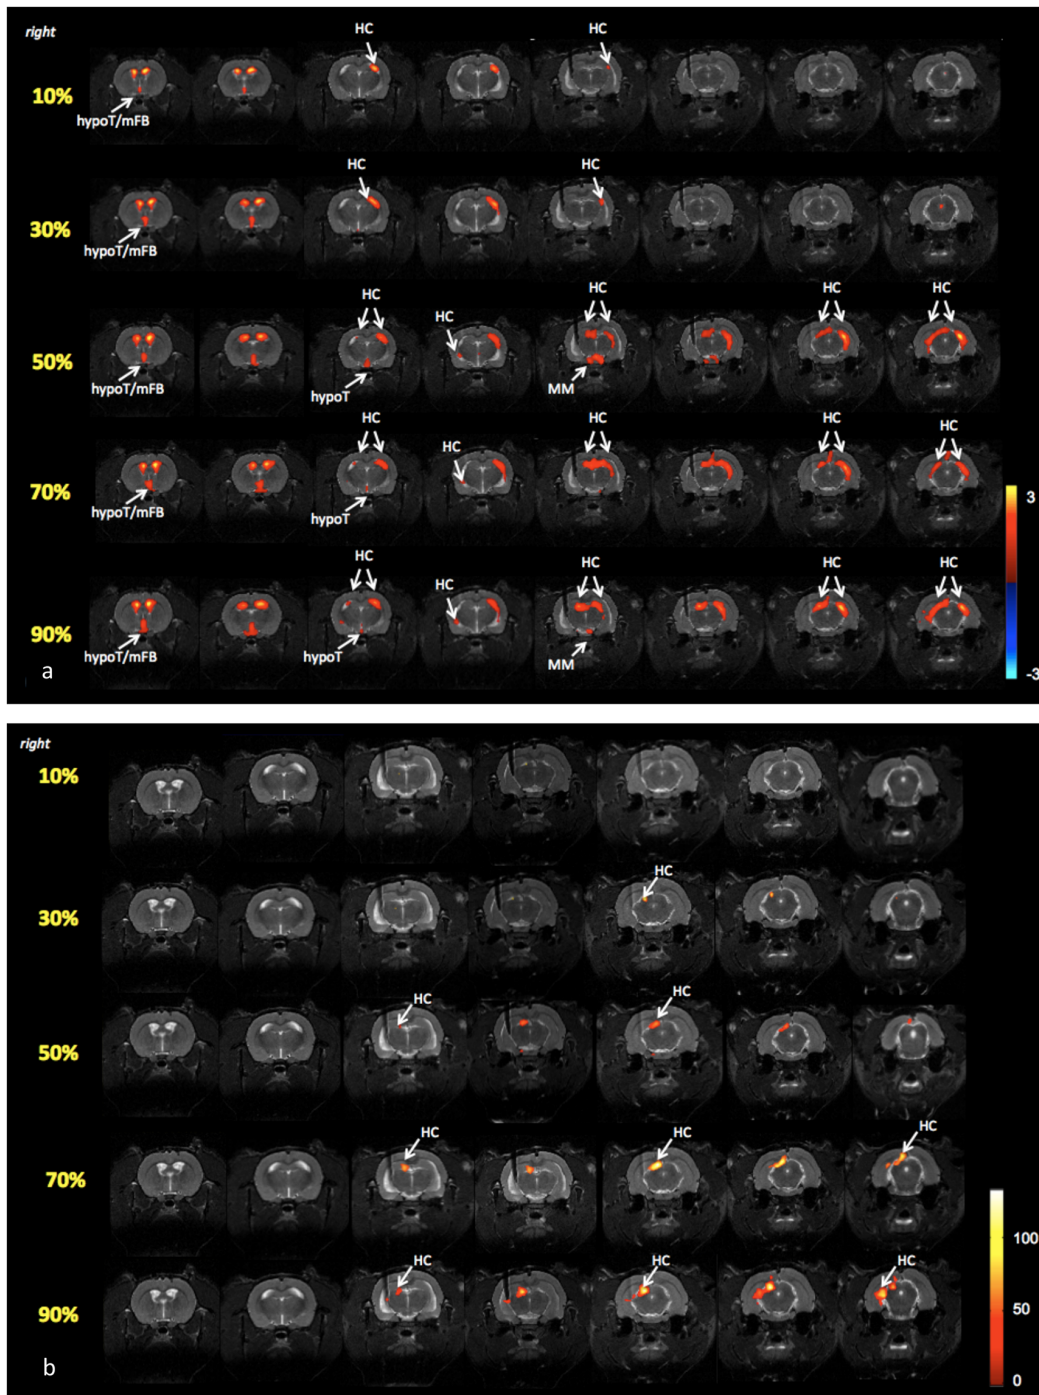 right
HC HC
10%
hypoT/mFB
HC HC
30%
hypoT/mFB
HC HC HC HC
HC
50%
hypoT/mFB
hypoT
MM
HC HC HC HC
HC
70%
hypoT/mFB
hypoT
3
HC
HC HC HC
HC
90%
hypoT/mFB
hypoT
MM
a
-3
right
10%
HC
30%
HC
HC
50%
HC
HC
HC
70%
100
HC
HC
HC
90%
50
0
b